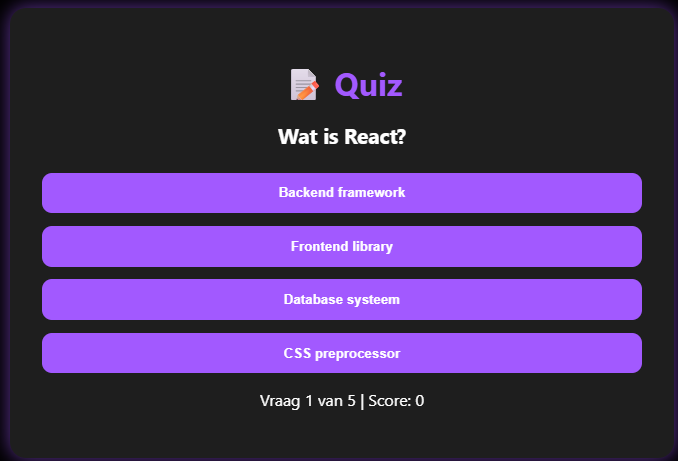 Quiz
Wat is React?
Backend framework
Frontend library
Database systeem
CSS preprocessor
Vraag 1 van 5 | Score: 0